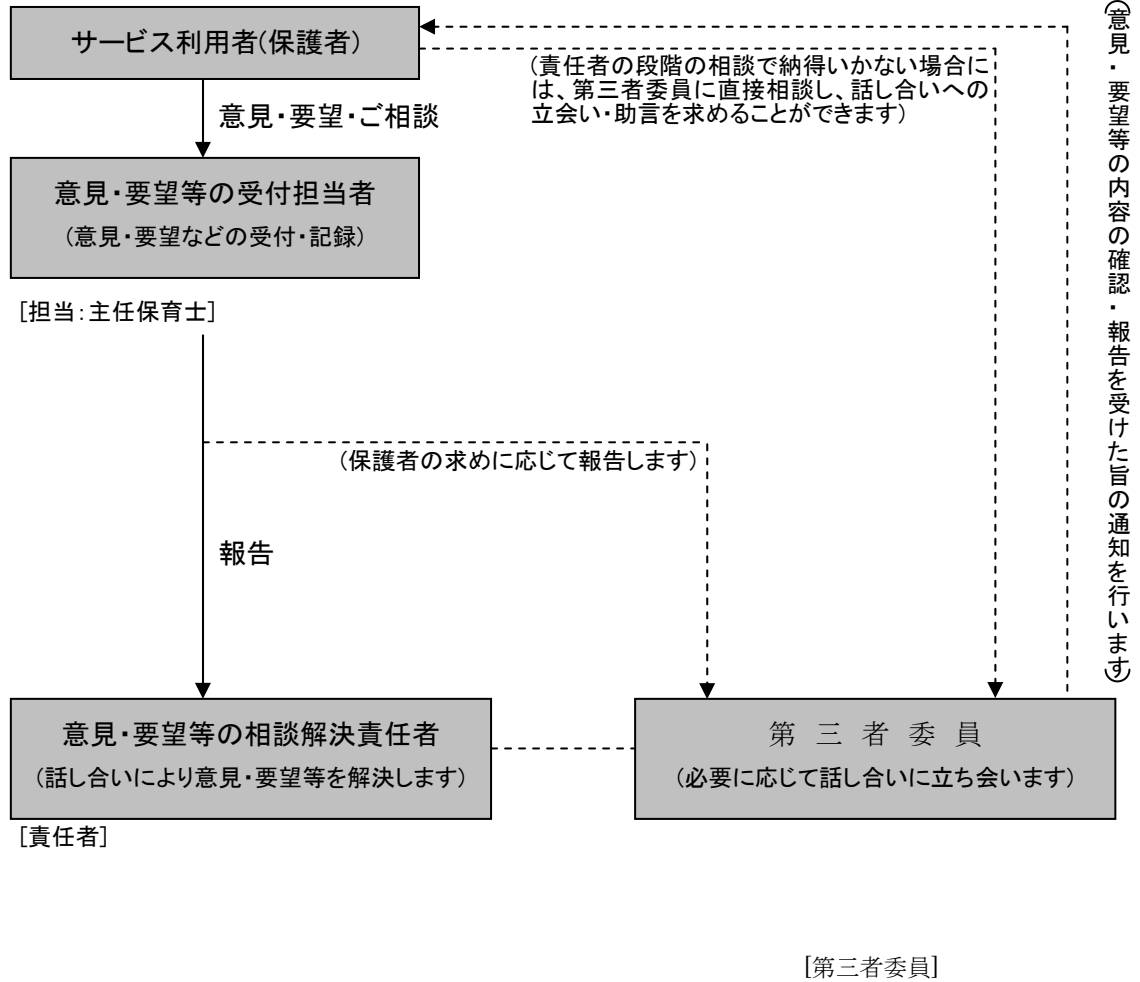 サービス利用者(保護者)
(責任者の段階の相談で納得いかない場合に
は、第三者委員に直接相談し、話し合いへの
立会い・助言を求めることができます)
(意見・要望等の内容の確認・報告を受けた旨の通知を行います)
意見・要望・ご相談
意見・要望等の受付担当者
(意見・要望などの受付・記録)
[担当:主任保育士]
(保護者の求めに応じて報告します)
報告
意見・要望等の相談解決責任者
(話し合いにより意見・要望等を解決します)
[責任者]
第三者委員
(必要に応じて話し合いに立ち会います)
[第三者委員]